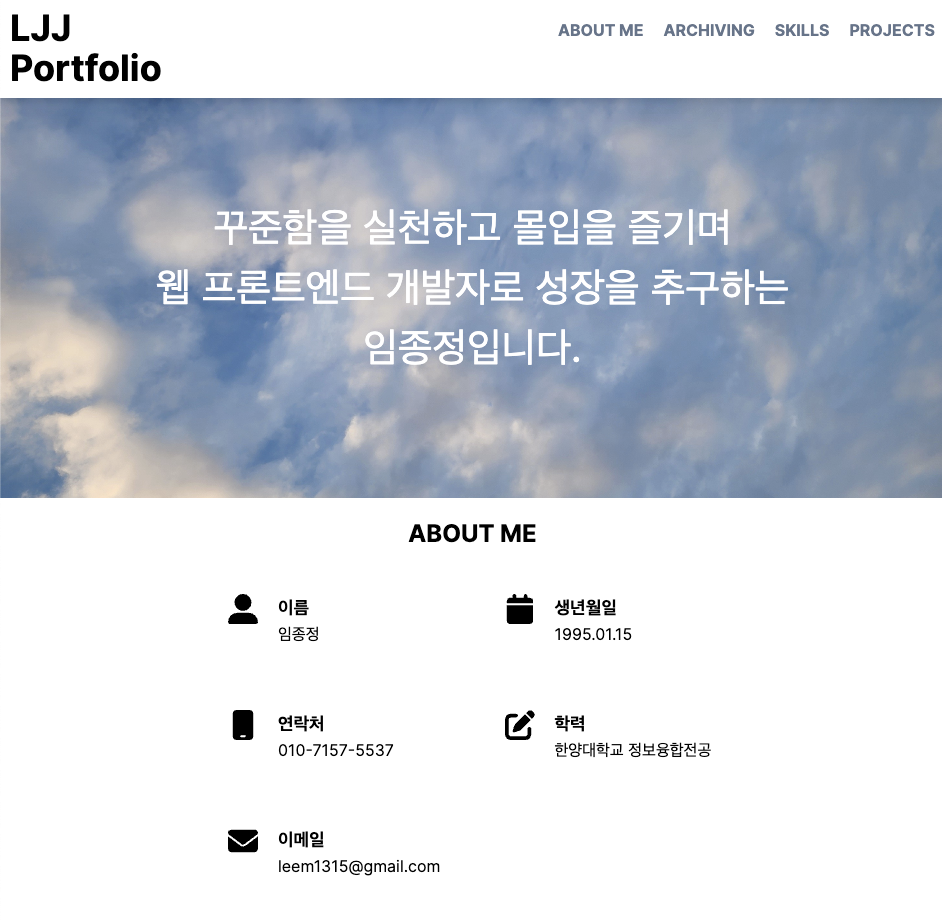 LJJ
Portfolio
ABOUT ME ARCHIVING SKILLS PROJECTS
꾸준함을 실천하고 몰입을 즐기며
웹 프론트엔드 개발자로 성장을 추구하는
임종정입니다.
ABOUT ME
이름
임종정
생년월일
1995.01.15
연락처
010-7157-5537
학력
한양대학교 정보융합전공
이메일
leem1315@gmail.com